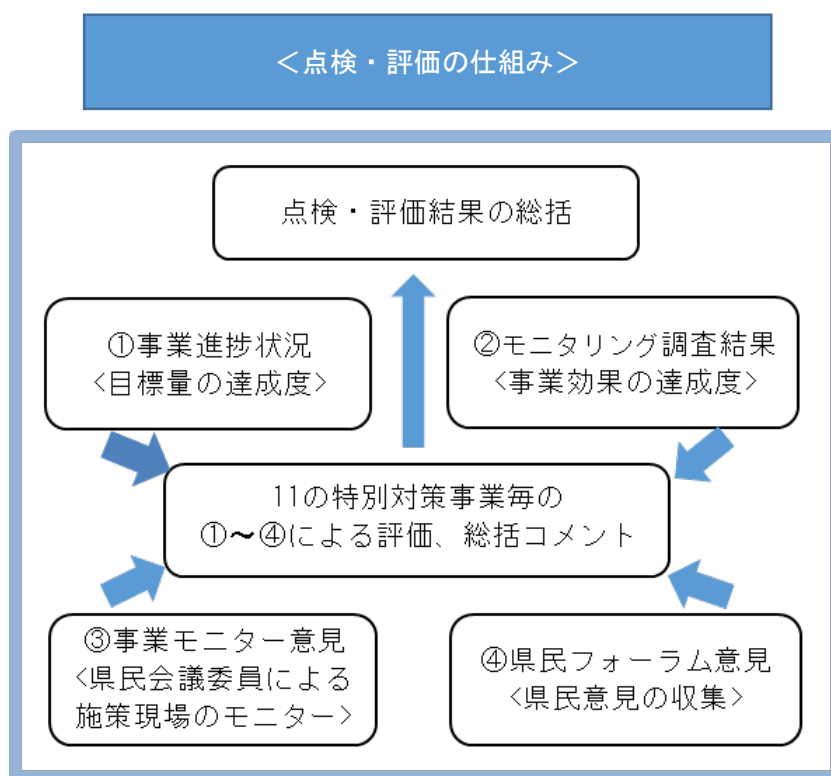 ＜点検・評価の仕組み＞
点検・評価結果の総括
①事業進捗状況
<目標量の達成度>
②モニタリング調査結果
<事業効果の達成度>
11の特別対策事業毎の
①～④による評価、総括コメント
③事業モニター意見
<県民会議委員による
施策現場のモニター>
④県民フォーラム意見
<県民意見の収集>